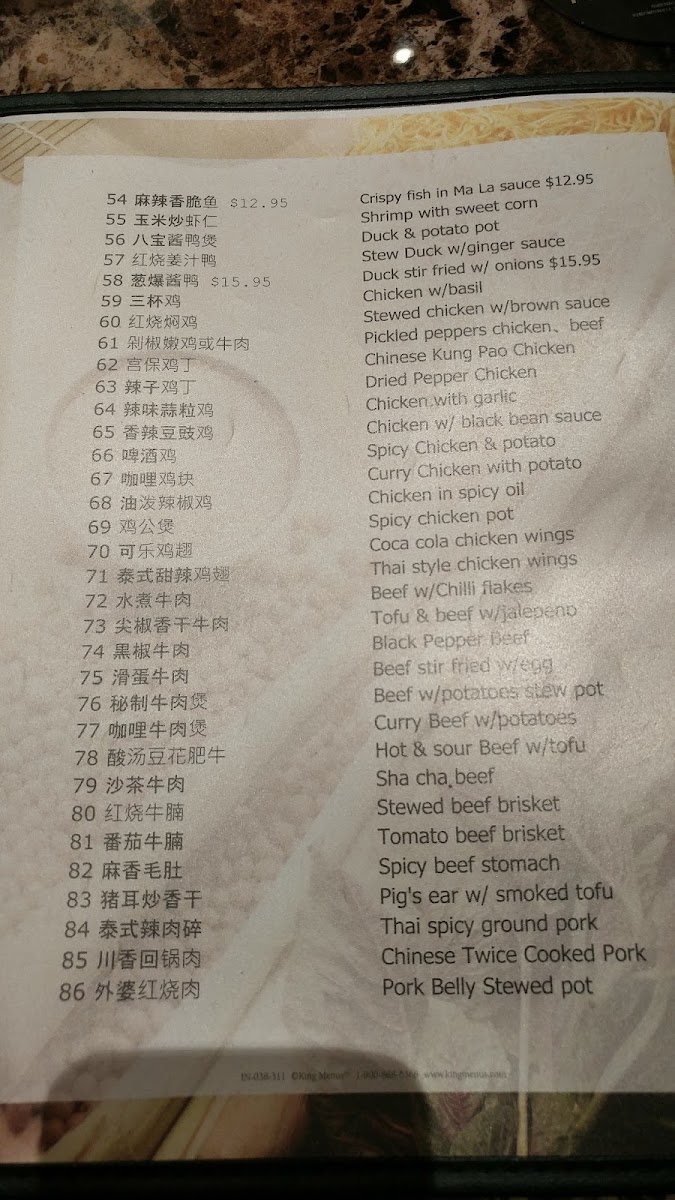 54 麻辣香脆鱼 $12.95 Crispy fish in Ma La sauce $12.95
55 玉米炒虾仁 Shrimp with sweet corn
56 八宝酱鸭煲 Duck & potato pot
57 红烧姜汁鸭 Stew Duck w/ginger sauce
58 葱爆酱鸭 $15.95 Duck stir fried w/ onions $15.95
59 三杯鸡 Chicken w/basil
60 红烧焖鸡 Stewed chicken w/brown sauce
61 剁椒嫩鸡或牛肉 Pickled peppers chicken、beef
62 宫保鸡丁 Chinese Kung Pao Chicken
63 辣子鸡丁 Dried Pepper Chicken
64 辣味蒜粒鸡 Chicken with garlic
65 香辣豆豉鸡 Chicken w/ black bean sauce
66 啤酒鸡 Spicy Chicken & potato
67 咖哩鸡块 Curry Chicken with potato
68 油泼辣椒鸡 Chicken in spicy oil
69 鸡公煲 Spicy chicken pot
70 可乐鸡翅 Coca cola chicken wings
71 泰式甜辣鸡翅 Thai style chicken wings
72 水煮牛肉 Beef w/Chilli flakes
73 尖椒香干牛肉 Tofu & beef w/jalepeno
74 黑椒牛肉 Black Pepper Beef
75 滑蛋牛肉 Beef stir fried w/egg
76 秘制牛肉煲 Beef w/potatoes stew pot
77 咖哩牛肉煲 Curry Beef w/potatoes
78 酸汤豆花肥牛 Hot & sour Beef w/tofu
79 沙茶牛肉 Sha cha beef
80 红烧牛腩 Stewed beef brisket
81 番茄牛腩 Tomato beef brisket
82 麻香毛肚 Spicy beef stomach
83 猪耳炒香干 Pig's ear w/ smoked tofu
84 泰式辣肉碎 Thai spicy ground pork
85 川香回锅肉 Chinese Twice Cooked Pork
86 外婆红烧肉 Pork Belly Stewed pot
IN-038-311 ©King Menus® www.kingmenus.com